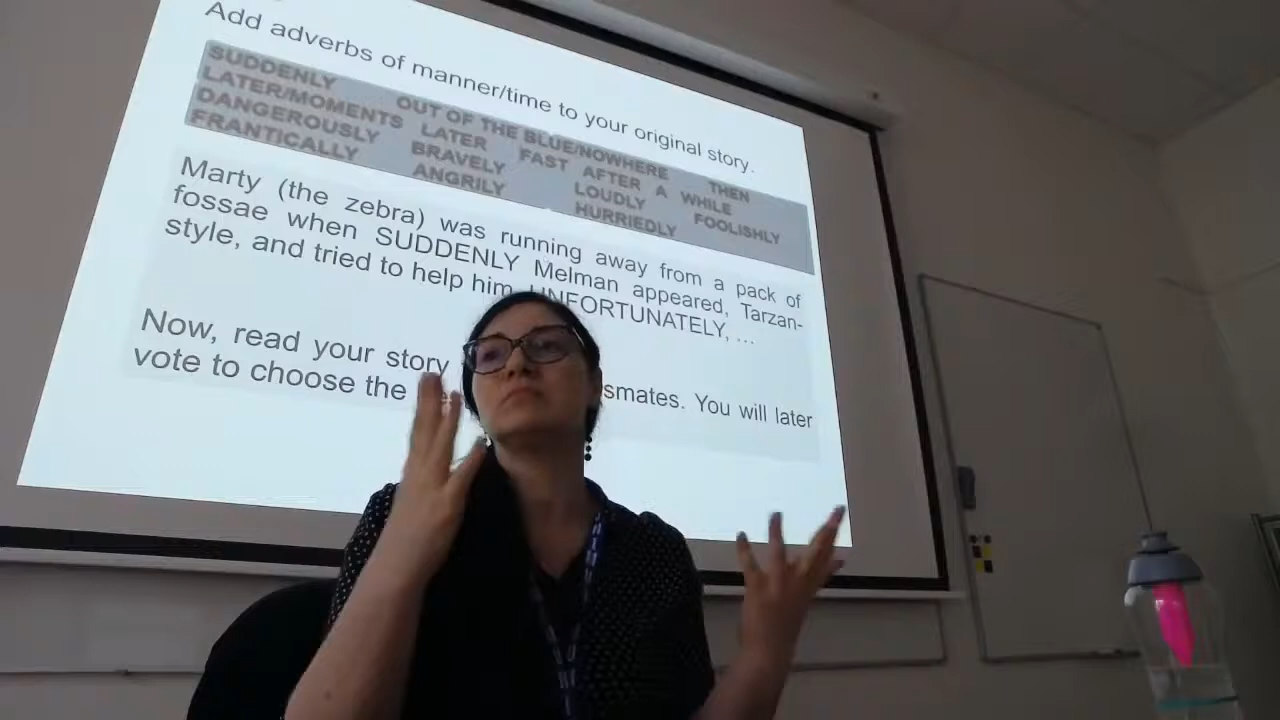 Add adverbs of manner/time to your original story.
SUDDENLY OUT OF THE BLUE/NOWHERE THEN
LATER/MOMENTS LATER FAST AFTER A WHILE
DANGEROUSLY BRAVELY LOUDLY FOOLISHLY
FRANTICALLY ANGRILY HURRIEDLY
Marty (the zebra) was running away from a pack of
fossae when SUDDENLY Melman appeared, Tarzan-
style, and tried to help him. UNFORTUNATELY, ...
Now, read your story smates. You will later
vote to choose the